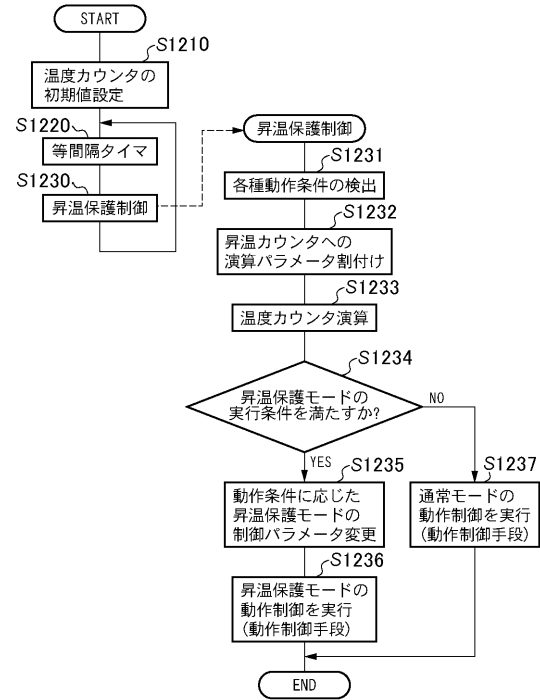 START
S1210
温度カウンタの
初期値設定
S1220
等間隔タイマ
S1230
昇温保護制御
昇温保護制御
S1231
各種動作条件の検出
S1232
昇温カウンタへの
演算パラメータ割付け
S1233
温度カウンタ演算
S1234
昇温保護モードの
実行条件を満たすか?
NO
YES
S1235
動作条件に応じた
昇温保護モードの
制御パラメータ変更
S1237
通常モードの
動作制御を実行
(動作制御手段)
S1236
昇温保護モードの
動作制御を実行
(動作制御手段)
END